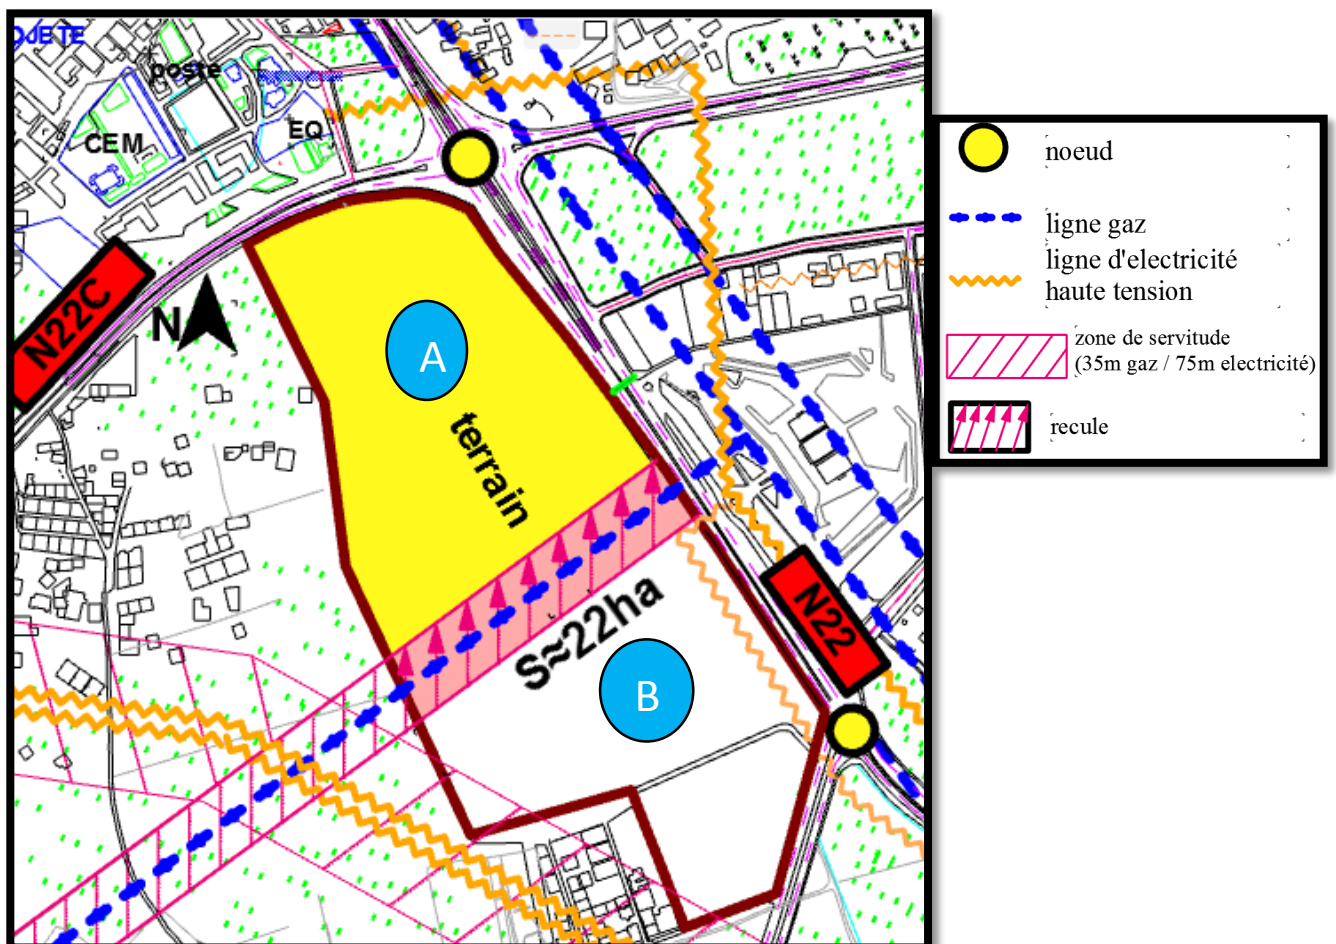 OJETE
poste
CEM
EQ
N22C
N
A
terrain
S≈22ha
B
N22
noeud
ligne gaz
ligne d'electricité
haute tension
zone de servitude
(35m gaz / 75m electricité)
recule